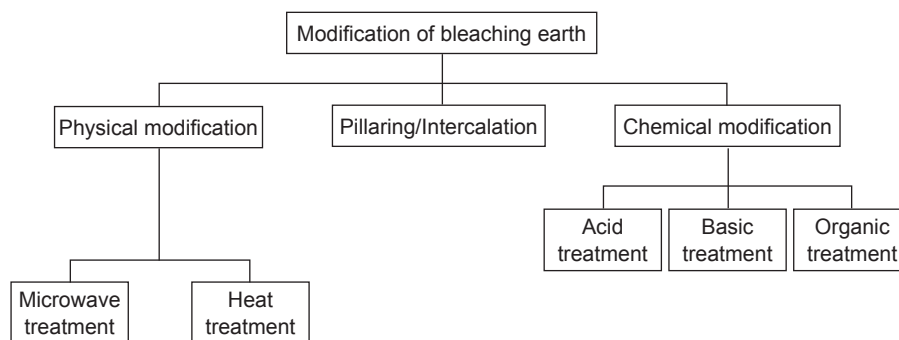 Modification of bleaching earth
Physical modification
Pillaring/Intercalation
Chemical modification
Acid
treatment
Basic
treatment
Organic
treatment
Microwave
treatment
Heat
treatment